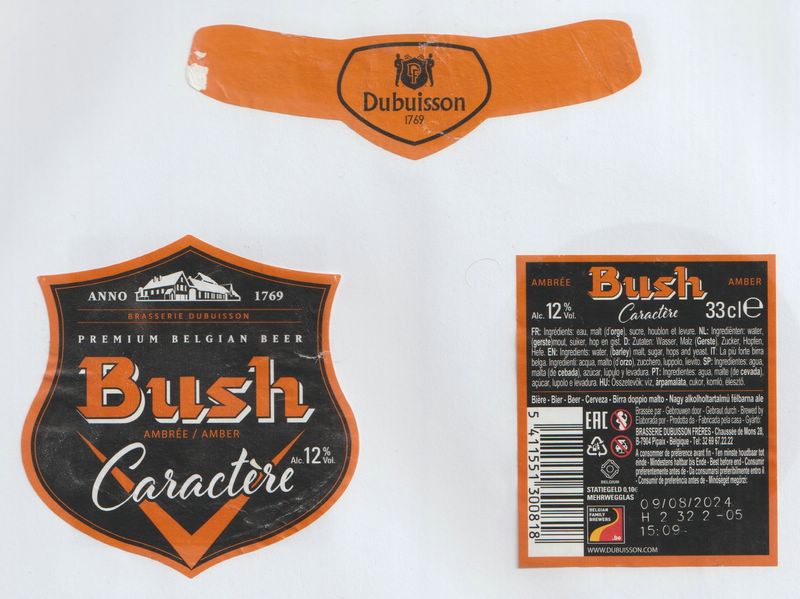 Dubuisson
1769
ANNO 1769
BRASSERIE DUBUISSON
PREMIUM BELGIAN BEER
Bush
AMBRÉE / AMBER
Caractère
Alc. 12 % Vol.
AMBRÉE Bush AMBER
Alc. 12 % Vol. Caractère 33cl e
FR: Ingrédients: eau, malt (d'orge), sucre, houblon et levure. NL: Ingrediënten: water,
(gerste)mout, suiker, hop en gist. D: Zutaten: Wasser, Malz (Gerste), Zucker, Hopfen,
Hefe. EN: Ingredients: water, (barley) malt, sugar, hops and yeast. IT: La più forte birra
belga. Ingredienti: acqua, malto (d'orzo), zucchero, luppolo, lievito. SP: Ingredientes: agua,
malta (de cebada), azúcar, lúpulo y levadura. PT: Ingredientes: agua, malte (de cevada),
açúcar, lúpulo e levadura. HU: Összetevők: víz, árpamaláta, cukor, komló, élesztő.
Bière - Bier - Beer - Cerveza - Birra doppio malto - Nagy alkoholtartalmú félbarna ale
Brassée par - Gebrouwen door - Gebraut durch - Brewed by
Elaborada por - Prodotta da - Fabricada pela casa - Gyártó:
BRASSERIE DUBUISSON FRÈRES - Chaussée de Mons 28,
B-7904 Pipaix - Belgique - Tel: 32 69 67.22.22
A consommer de préférence avant fin - Ten minste houdbaar tot
einde - Mindestens haltbar bis Ende - Best before end - Consumir
preferentemente antes de - Da consumarsi preferibilmente entro il
- Consumir de preferência antes de - Minőségét megőrzi:
EAC
BELGIUM
STATIEGELD 0,10€
MEHRWEGGLAS
BELGIAN
FAMILY
BREWERS
.be
WWW.DUBUISSON.COM
09/08/2024
H 2 32 2 -05
15:09-
5 411551 300818